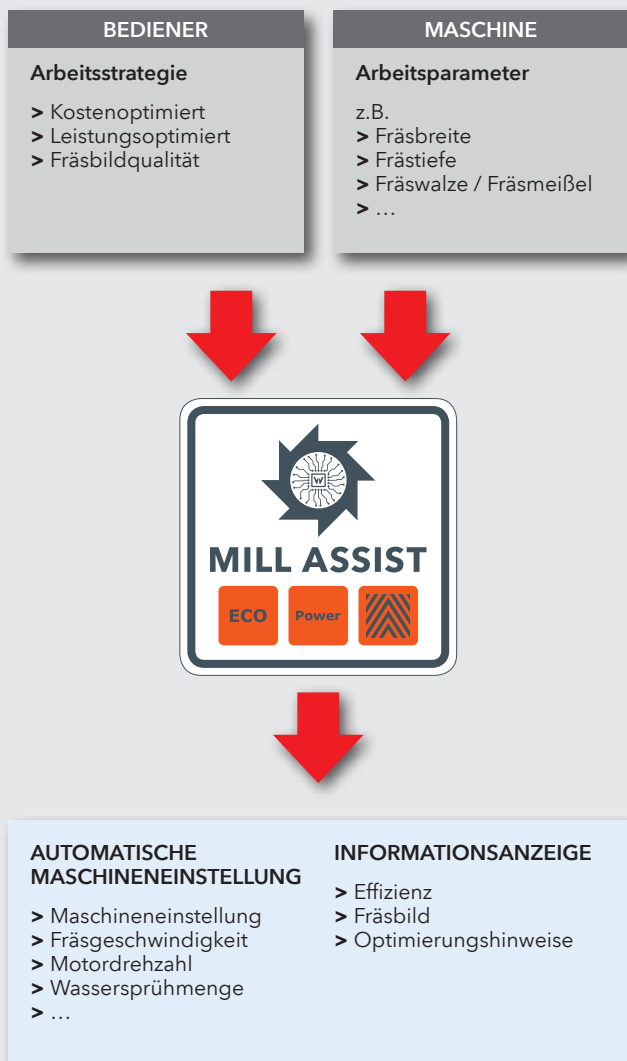 BEDIENER
Arbeitsstrategie
> Kostenoptimiert
> Leistungsoptimiert
> Fräsbildqualität
MASCHINE
Arbeitsparameter
z.B.
> Fräsbreite
> Frästiefe
> Fräswalze / Fräsmeißel
> …
W
MILL ASSIST
ECO
Power
AUTOMATISCHE
MASCHINENEINSTELLUNG
> Maschineneinstellung
> Fräsgeschwindigkeit
> Motordrehzahl
> Wassersprühmenge
> …
INFORMATIONSANZEIGE
> Effizienz
> Fräsbild
> Optimierungshinweise